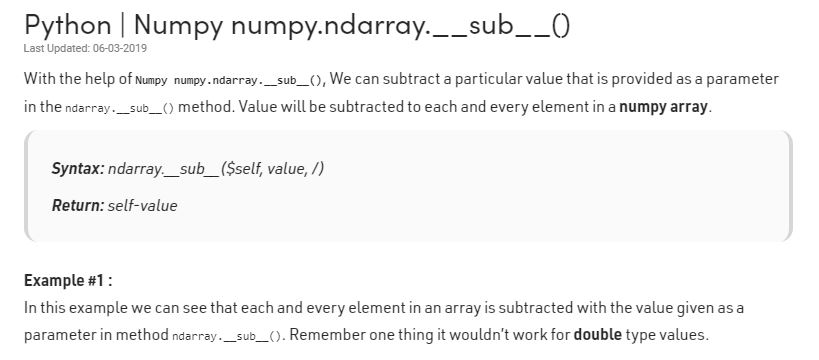 Python | Numpy numpy.ndarray.__sub__()
Last Updated: 06-03-2019
With the help of Numpy numpy.ndarray.__sub__(), We can subtract a particular value that is provided as a parameter
in the ndarray.__sub__() method. Value will be subtracted to each and every element in a numpy array.
Syntax: ndarray.__sub__($self, value, /)
Return: self-value
Example #1 :
In this example we can see that each and every element in an array is subtracted with the value given as a
parameter in method ndarray.__sub__(). Remember one thing it wouldn't work for double type values.